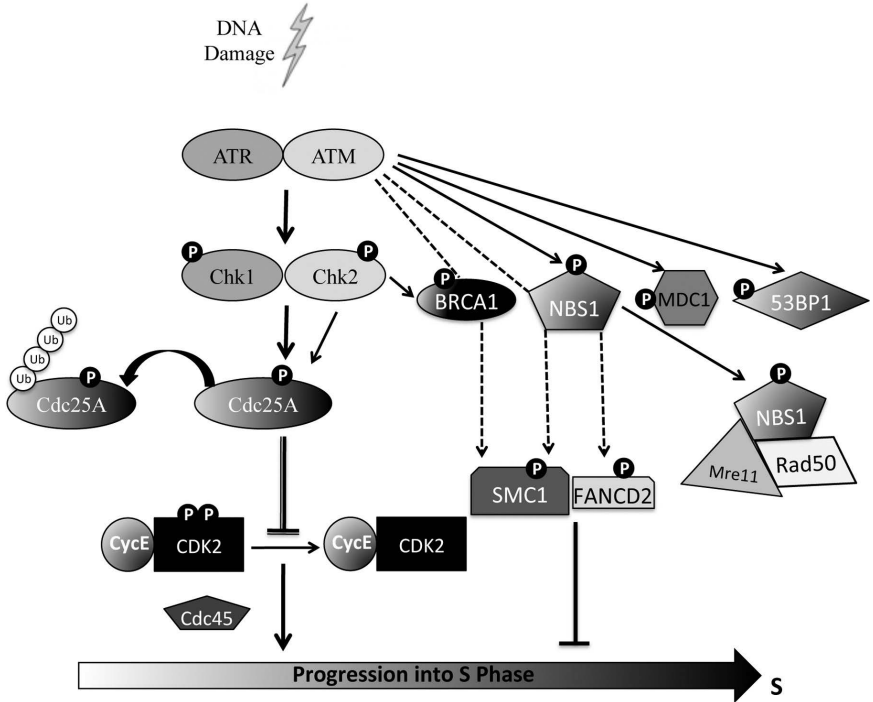 DNA
Damage
ATR
ATM
P
Chk1
P
Chk2
P
BRCA1
P
NBS1
P
MDC1
P
53BP1
Ub
Ub
Ub
Ub
P
Cdc25A
P
Cdc25A
P
NBS1
Mre11
Rad50
P
SMC1
P
FANCD2
CycE
P P
CDK2
CycE
CDK2
Cdc45
Progression into S Phase
S